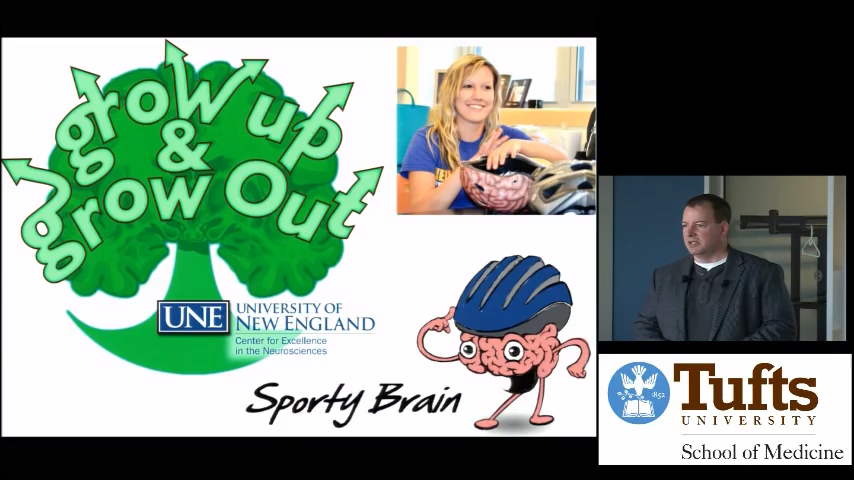 grow up
&
grow Out
UNE
UNIVERSITY OF
NEW ENGLAND
Center for Excellence
in the Neurosciences
Sporty Brain
1852
Tufts
UNIVERSITY
School of Medicine